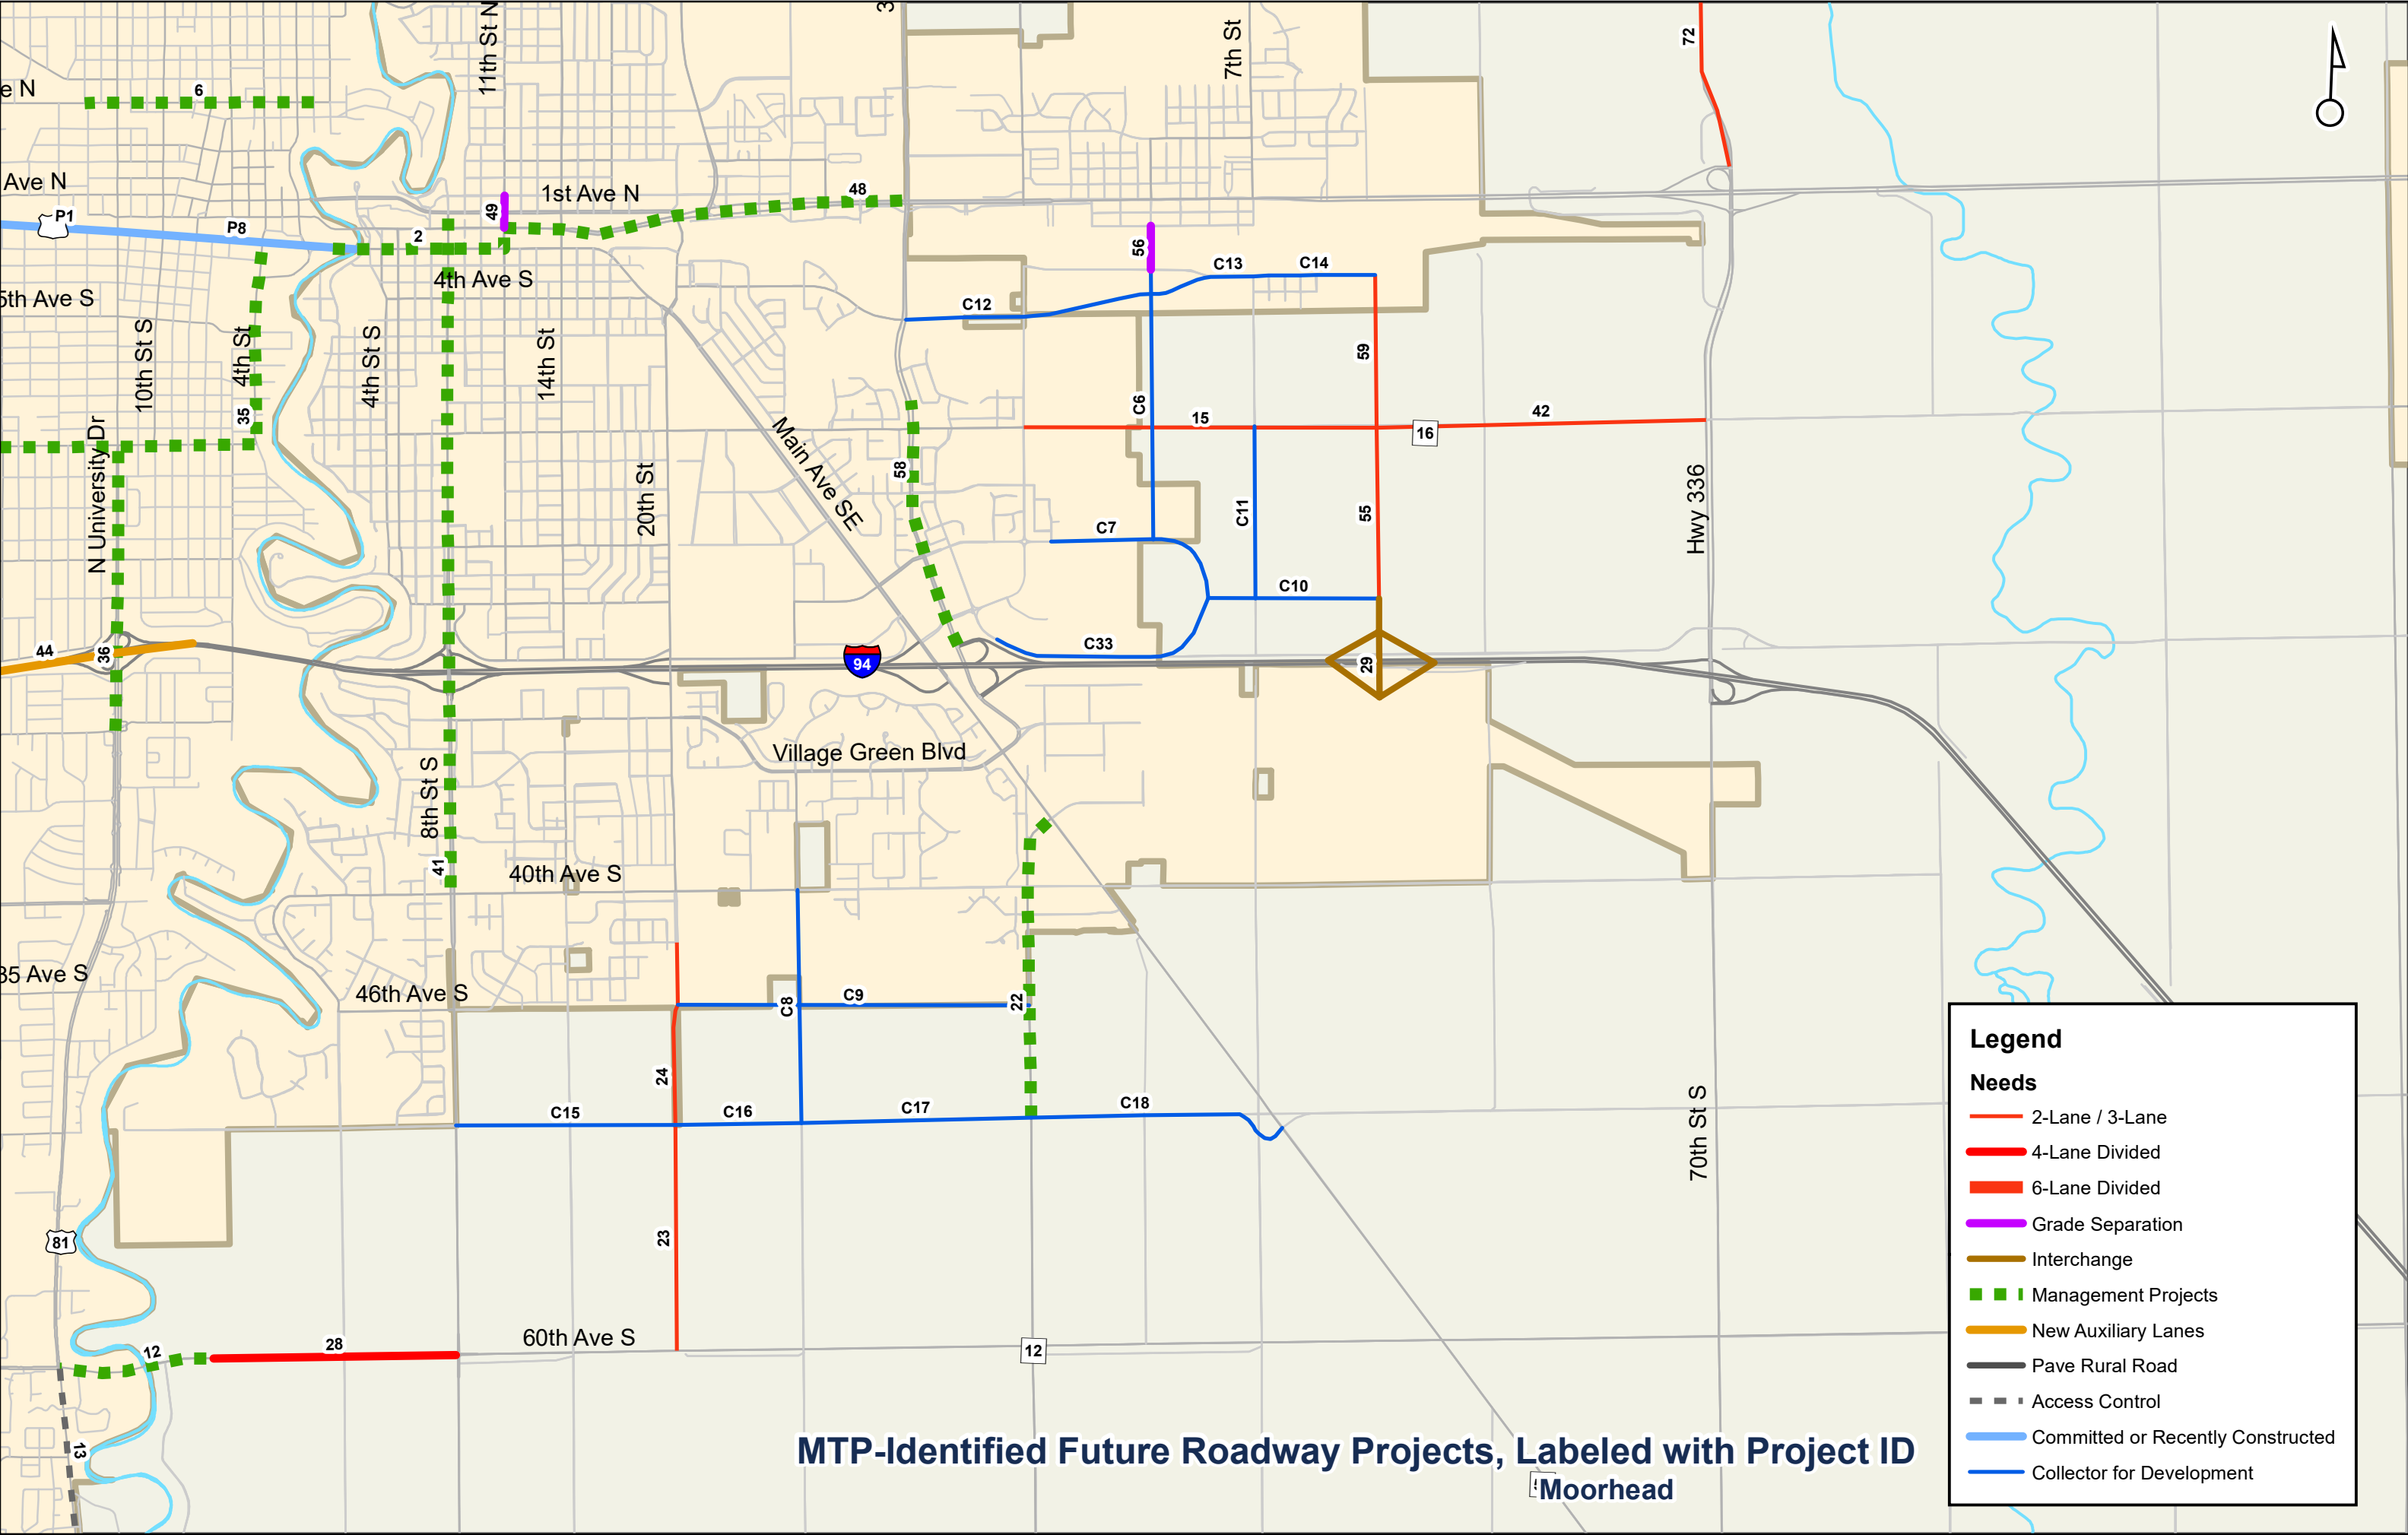 11th St N
3
7th St
72
e N
6
Ave N
1st Ave N
48
49
P1
P8
2
4th Ave S
56
C13
C14
5th Ave S
C12
10th St S
4th St
4th St S
14th St
59
35
C6
15
42
16
N University Dr
Main Ave SE
20th St
58
C11
55
Hwy 336
C7
C10
44
36
94
C33
29
Village Green Blvd
8th St S
41
40th Ave S
35 Ave S
46th Ave S
C8
C9
22
24
C15
C16
C17
C18
70th St S
81
23
12
28
60th Ave S
12
13
Legend
Needs
2-Lane / 3-Lane
4-Lane Divided
6-Lane Divided
Grade Separation
Interchange
Management Projects
New Auxiliary Lanes
Pave Rural Road
Access Control
Committed or Recently Constructed
Collector for Development
MTP-Identified Future Roadway Projects, Labeled with Project ID
Moorhead